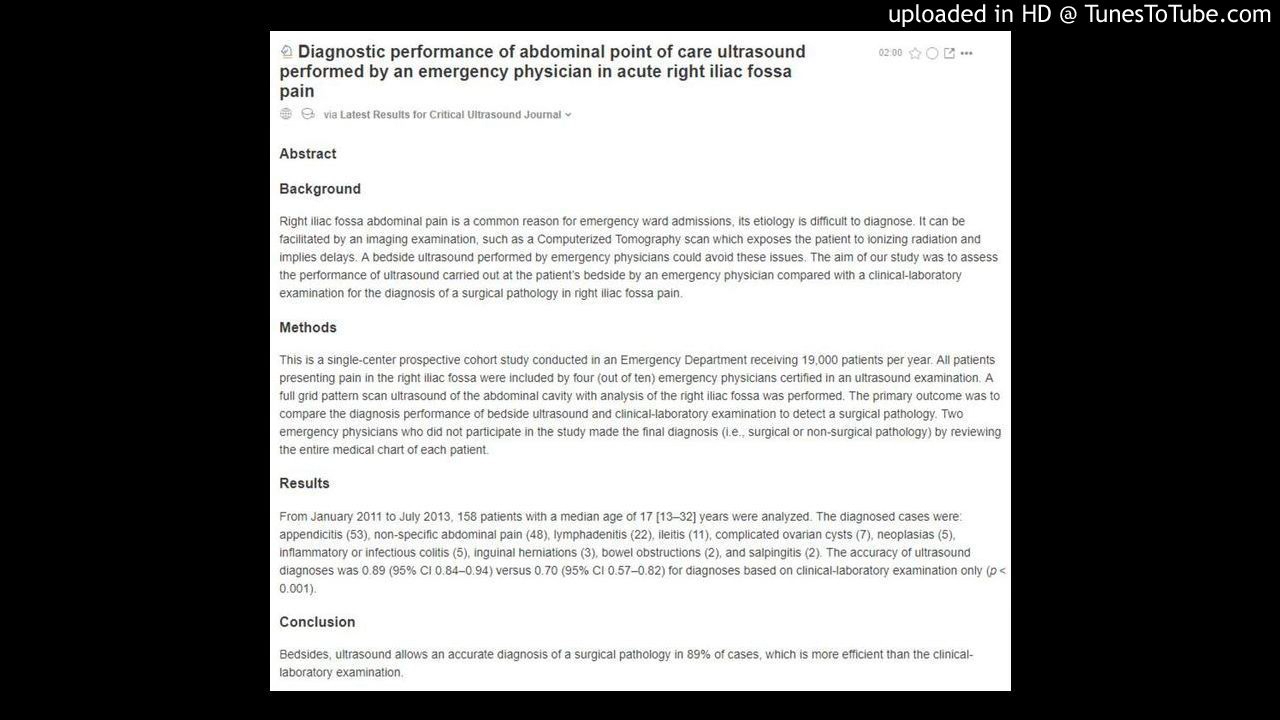 uploaded in HD @ TunesToTube.com
Diagnostic performance of abdominal point of care ultrasound
performed by an emergency physician in acute right iliac fossa
pain
02:00
via Latest Results for Critical Ultrasound Journal
Abstract
Background
Right iliac fossa abdominal pain is a common reason for emergency ward admissions, its etiology is difficult to diagnose. It can be
facilitated by an imaging examination, such as a Computerized Tomography scan which exposes the patient to ionizing radiation and
implies delays. A bedside ultrasound performed by emergency physicians could avoid these issues. The aim of our study was to assess
the performance of ultrasound carried out at the patient's bedside by an emergency physician compared with a clinical-laboratory
examination for the diagnosis of a surgical pathology in right iliac fossa pain.
Methods
This is a single-center prospective cohort study conducted in an Emergency Department receiving 19,000 patients per year. All patients
presenting pain in the right iliac fossa were included by four (out of ten) emergency physicians certified in an ultrasound examination. A
full grid pattern scan ultrasound of the abdominal cavity with analysis of the right iliac fossa was performed. The primary outcome was to
compare the diagnosis performance of bedside ultrasound and clinical-laboratory examination to detect a surgical pathology. Two
emergency physicians who did not participate in the study made the final diagnosis (i.e., surgical or non-surgical pathology) by reviewing
the entire medical chart of each patient.
Results
From January 2011 to July 2013, 158 patients with a median age of 17 [13–32] years were analyzed. The diagnosed cases were:
appendicitis (53), non-specific abdominal pain (48), lymphadenitis (22), ileitis (11), complicated ovarian cysts (7), neoplasias (5),
inflammatory or infectious colitis (5), inguinal herniations (3), bowel obstructions (2), and salpingitis (2). The accuracy of ultrasound
diagnoses was 0.89 (95% CI 0.84–0.94) versus 0.70 (95% CI 0.57–0.82) for diagnoses based on clinical-laboratory examination only (p <
0.001).
Conclusion
Bedsides, ultrasound allows an accurate diagnosis of a surgical pathology in 89% of cases, which is more efficient than the clinical-
laboratory examination.